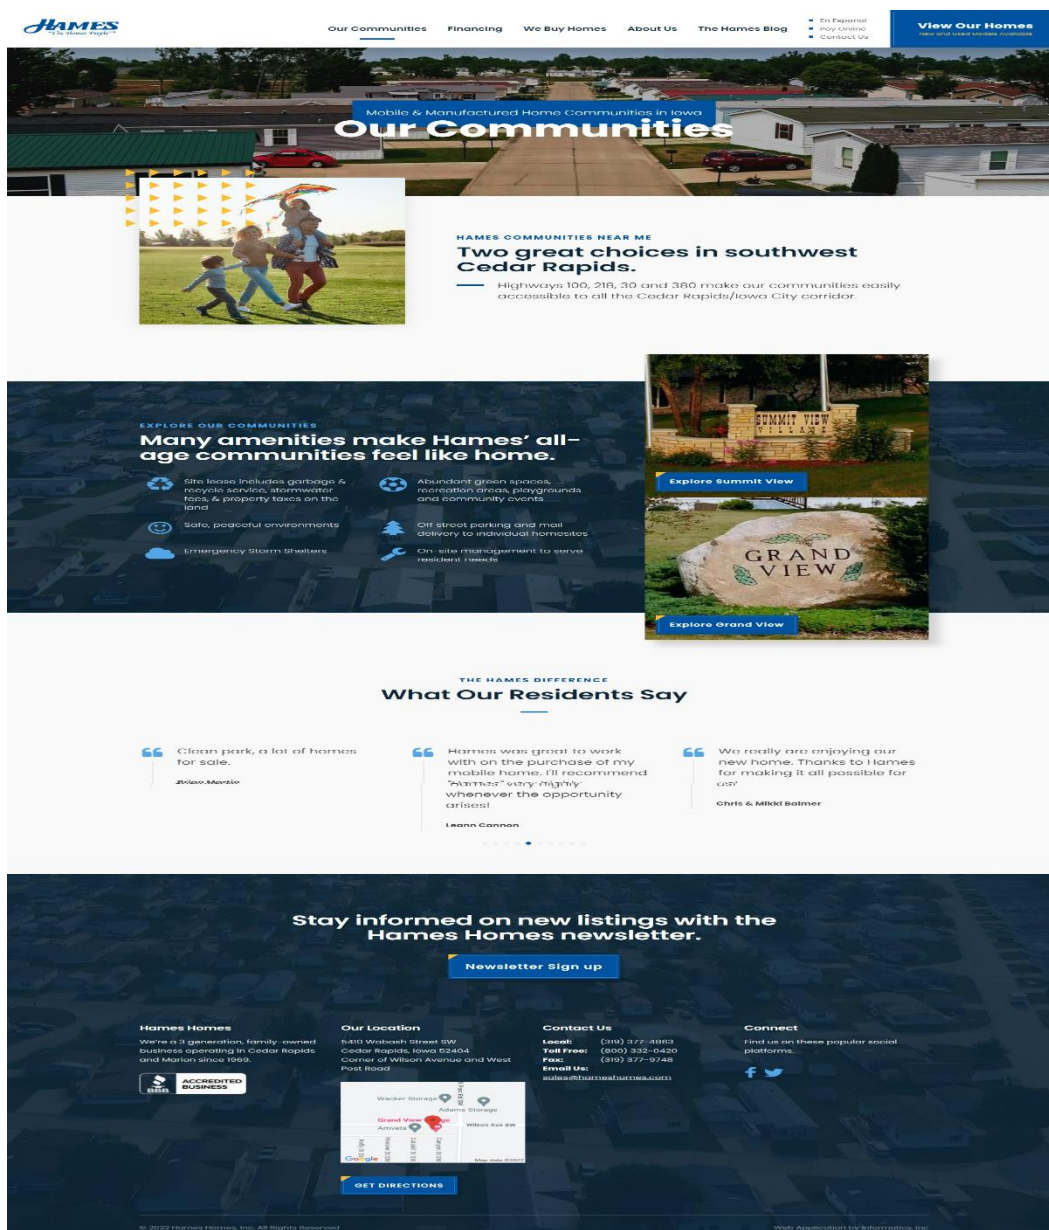 HAMES
"The Homes People"
Our Communities
Financing
We Buy Homes
About Us
The Hames Blog
En Espanol
Pay Online
Contact Us
View Our Homes
New and Used Models Available
Mobile & Manufactured Home Communities in Iowa
Our Communities
HAMES COMMUNITIES NEAR ME
Two great choices in southwest
Cedar Rapids.
Highways 100, 218, 30 and 380 make our communities easily
accessible to all the Cedar Rapids/Iowa City corridor.
EXPLORE OUR COMMUNITIES
Many amenities make Hames' all-
age communities feel like home.
Site lease includes garbage &
recycle service, stormwater
fees, & property taxes on the
land
Abundant green spaces,
recreation areas, playgrounds
and community events
Safe, peaceful environments
Off street parking and mail
delivery to individual homesites
Emergency Storm Shelters
On-site management to serve
resident needs
SUMMIT VIEW
VILLAGE
Explore Summit View
GRAND
VIEW
Explore Grand View
THE HAMES DIFFERENCE
What Our Residents Say
Clean park, a lot of homes
for sale.
Hames was great to work
with on the purchase of my
mobile home. I'll recommend
"Hames" very highly
whenever the opportunity
arises!
Leann Cannon
We really are enjoying our
new home. Thanks to Hames
for making it all possible for
us!
Chris & Mikki Balmer
Stay informed on new listings with the
Hames Homes newsletter.
Newsletter Sign up
Hames Homes
We're a 3 generation, family-owned
business operating in Cedar Rapids
and Marion since 1969.
BBB
ACCREDITED
BUSINESS
Our Location
5410 Wabash Street SW
Cedar Rapids, Iowa 52404
Corner of Wilson Avenue and West
Post Road
Wacker Storage
Adams Storage
Grand View
Wilson Ave SW
Google
Map data ©2022
GET DIRECTIONS
Contact Us
Local: (319) 377-4863
Toll Free: (800) 332-0420
Fax: (319) 377-9748
Email Us:
sales@hameshomes.com
Connect
Find us on these popular social
platforms.
© 2022 Hames Homes, Inc. All Rights Reserved
Web Application by Informatics, Inc